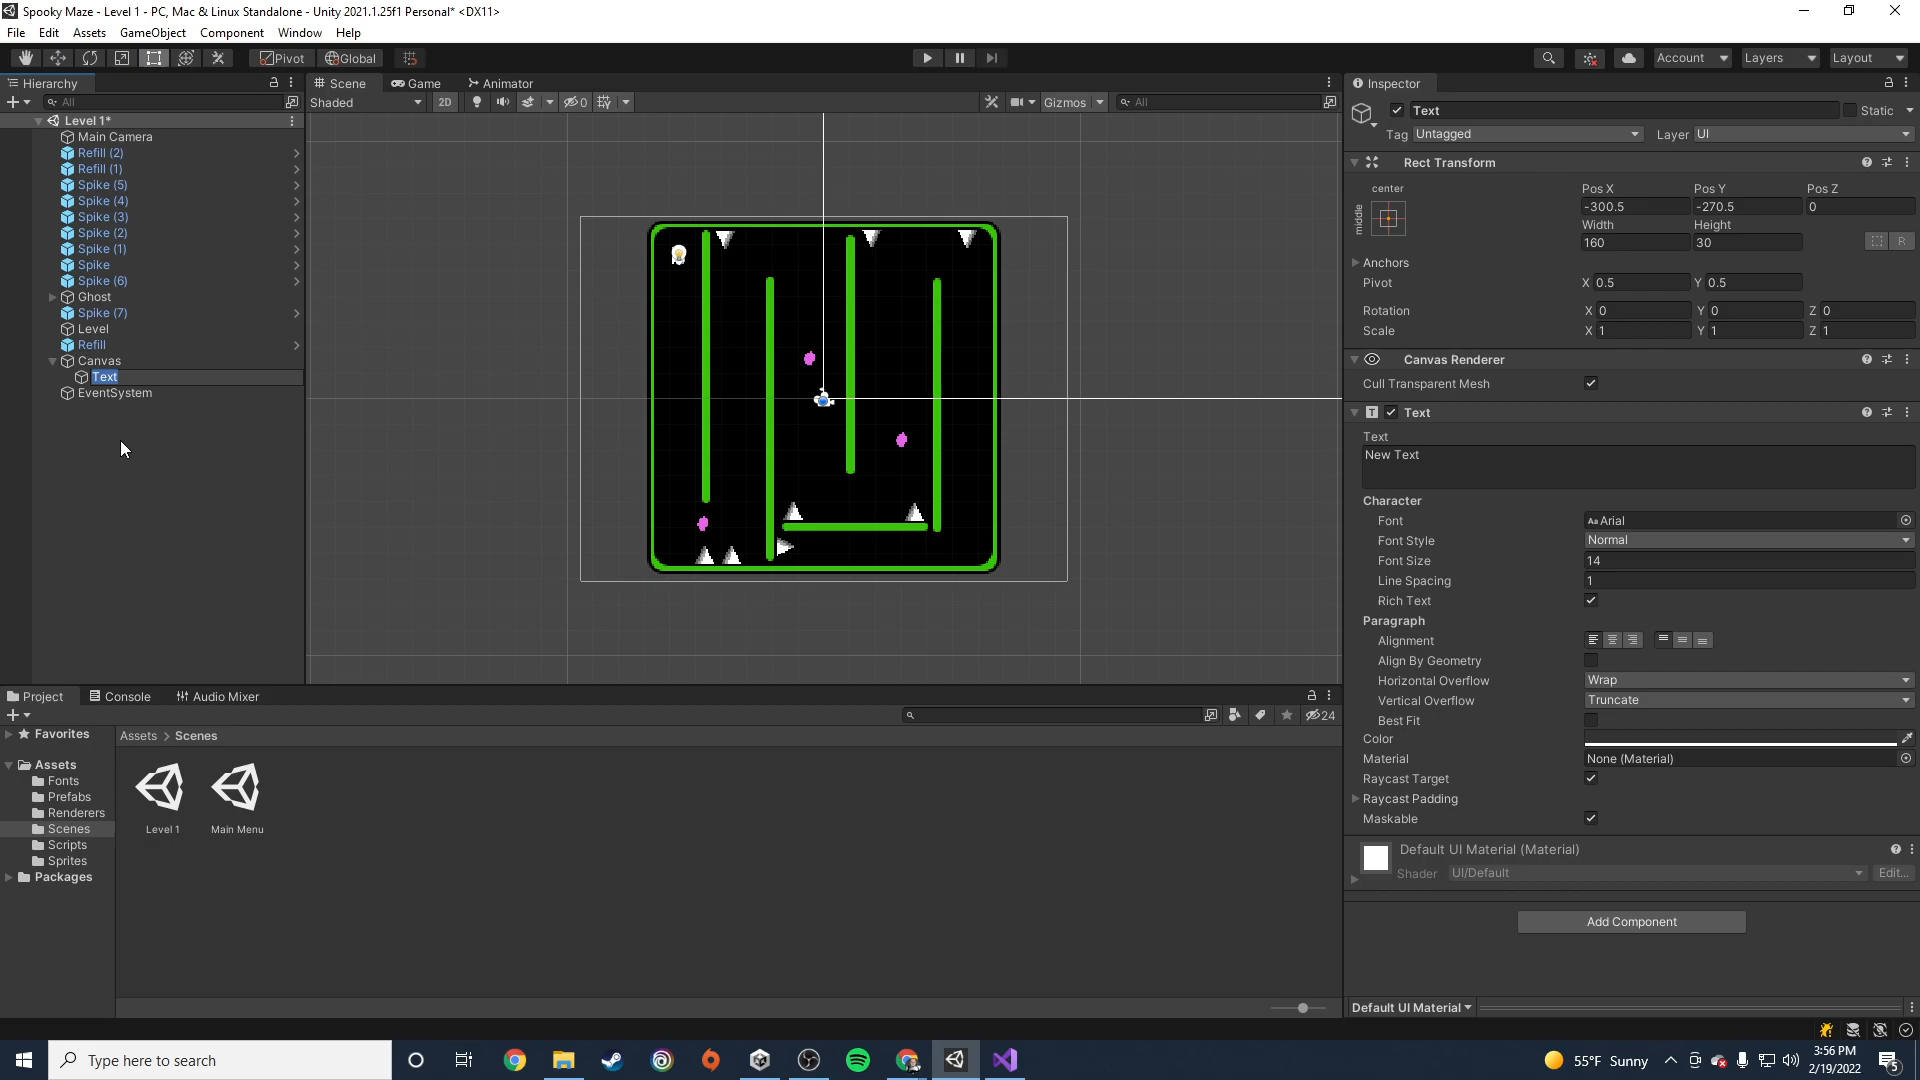 Spooky Maze - Level 1 - PC, Mac & Linux Standalone - Unity 2021.1.25f1 Personal* <DX11>
File Edit Assets GameObject Component Window Help
Pivot Global
Account Layers Layout
Hierarchy
All
Level 1*
Main Camera
Refill (2)
Refill (1)
Spike (5)
Spike (4)
Spike (3)
Spike (2)
Spike (1)
Spike
Spike (6)
Ghost
Spike (7)
Level
Refill
Canvas
Text
EventSystem
Scene Game Animator
Shaded 2D 0 Gizmos All
Inspector
Text Static
Tag Untagged Layer UI
Rect Transform
center
middle
Pos X Pos Y Pos Z
-300.5 -270.5 0
Width Height
160 30
R
Anchors
Pivot X 0.5 Y 0.5
Rotation X 0 Y 0 Z 0
Scale X 1 Y 1 Z 1
Canvas Renderer
Cull Transparent Mesh
Text
Text
New Text
Character
Font Aa Arial
Font Style Normal
Font Size 14
Line Spacing 1
Rich Text
Paragraph
Alignment
Align By Geometry
Horizontal Overflow Wrap
Vertical Overflow Truncate
Best Fit
Color
Material None (Material)
Raycast Target
Raycast Padding
Maskable
Default UI Material (Material)
Shader UI/Default Edit...
Add Component
Default UI Material
Project Console Audio Mixer
24
Favorites
Assets
Fonts
Prefabs
Renderers
Scenes
Scripts
Sprites
Packages
Assets > Scenes
Level 1 Main Menu
Type here to search
55°F Sunny
3:56 PM
2/19/2022
5